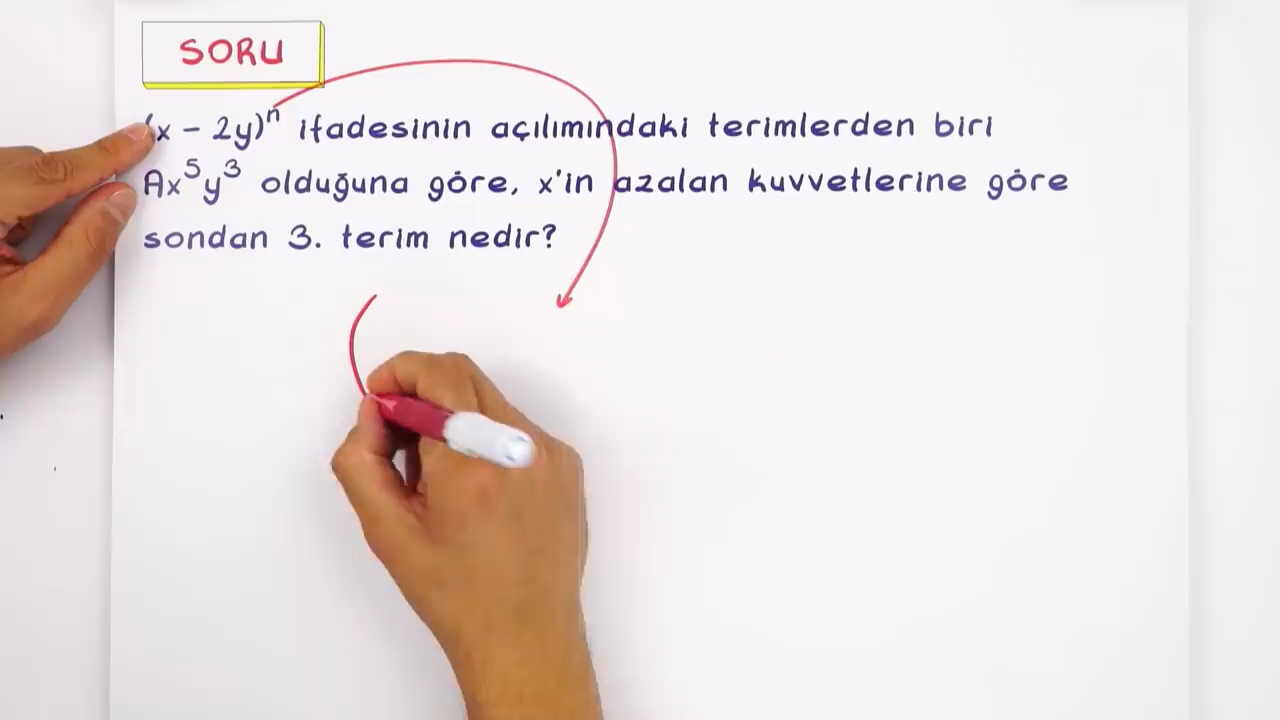 SORU
(x - 2y)ⁿ ifadesinin açılımındaki terimlerden biri
Ax⁵y³ olduğuna göre, x'in azalan kuvvetlerine göre
sondan 3. terim nedir?